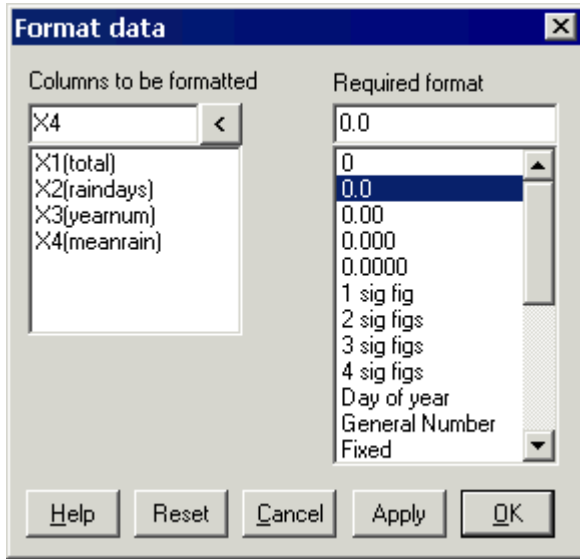 Format data
Columns to be formatted
X4
<
X1(total)
X2(raindays)
X3(yearnum)
X4(meanrain)
Required format
0.0
0
0.0
0.00
0.000
0.0000
1 sig fig
2 sig figs
3 sig figs
4 sig figs
Day of year
General Number
Fixed
Help Reset Cancel Apply OK